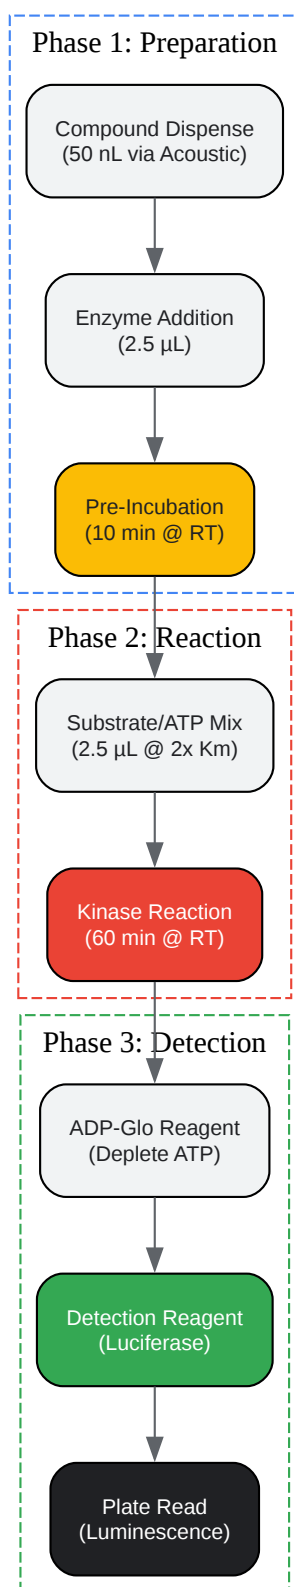 Phase 1: Preparation
Compound Dispense
(50 nL via Acoustic)
Enzyme Addition
(2.5 µL)
Pre-Incubation
(10 min @ RT)
Phase 2: Reaction
Substrate/ATP Mix
(2.5 µL @ 2x Km)
Kinase Reaction
(60 min @ RT)
Phase 3: Detection
ADP-Glo Reagent
(Deplete ATP)
Detection Reagent
(Luciferase)
Plate Read
(Luminescence)